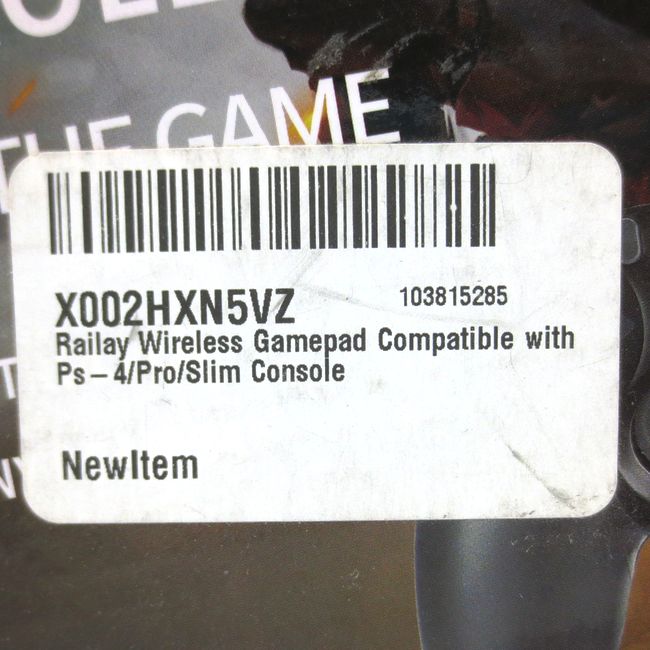 THE GAME
X002HXN5VZ
103815285
Railay Wireless Gamepad Compatible with
Ps-4/Pro/Slim Console
NewItem